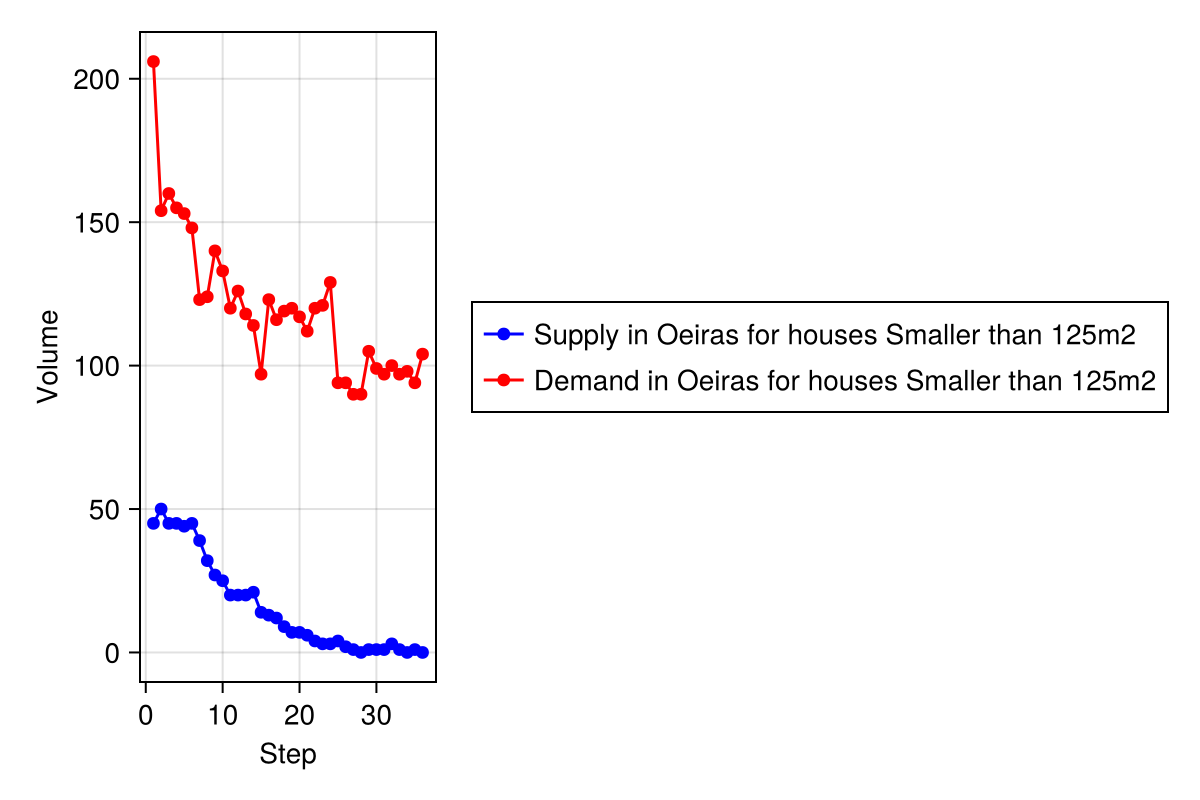 Volume
200
150
100
50
0
0 10 20 30
Step
Supply in Oeiras for houses Smaller than 125m2
Demand in Oeiras for houses Smaller than 125m2